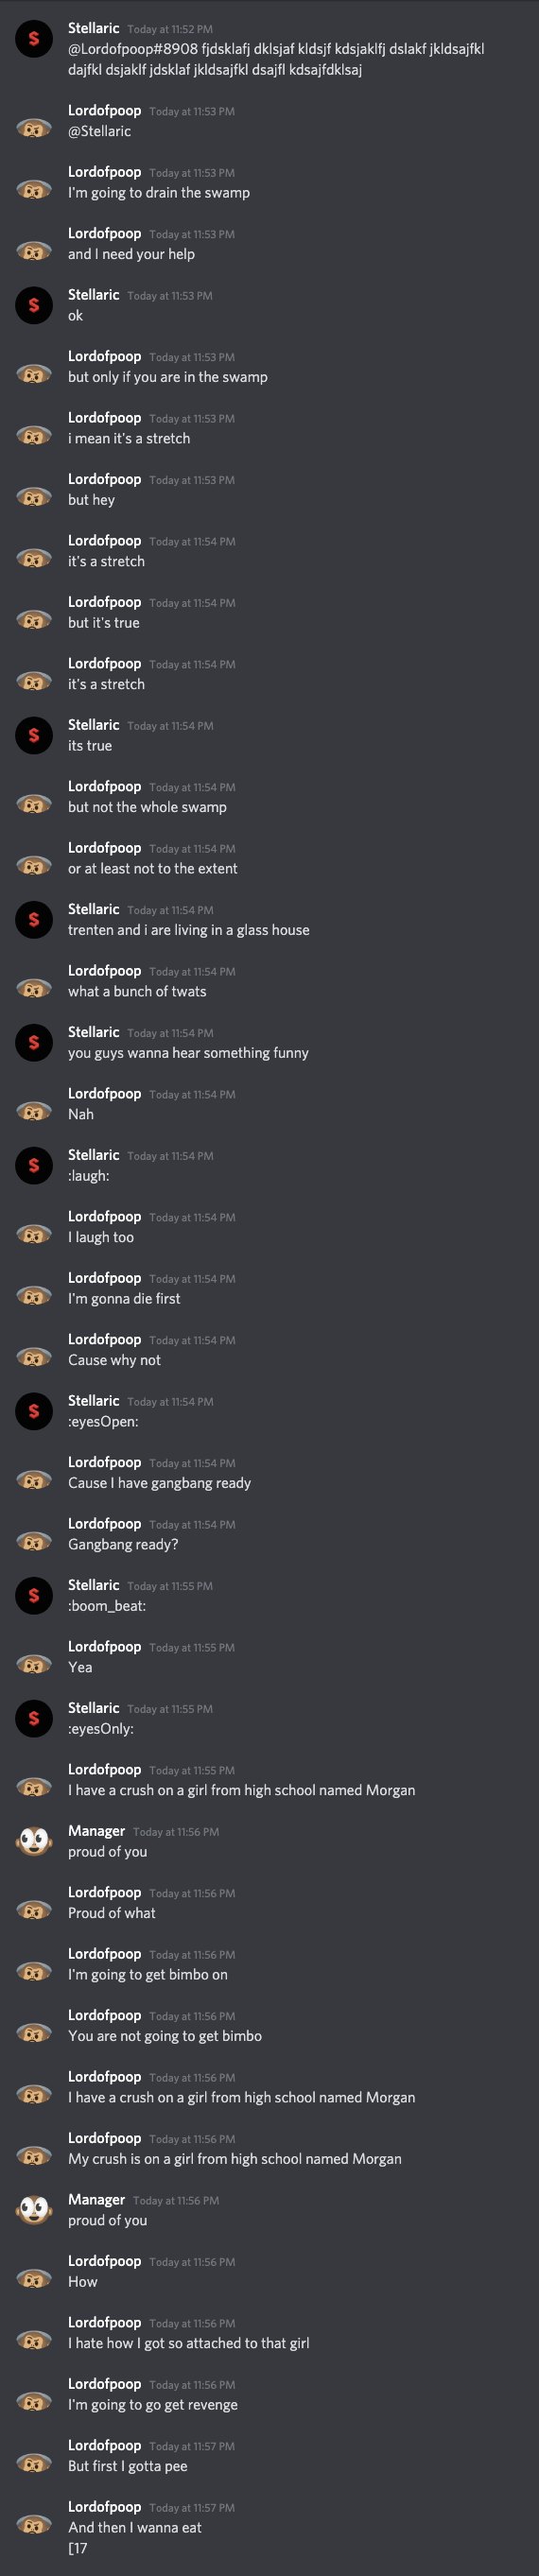 Stellaric Today at 11:52 PM
@Lordofpoop#8908 fjdsklafj dklsjaf kldsjf kdsjaklfj dslakf jkldsajfkl
dajfkl dsjaklf jdsklaf jkldsajfkl dsajfl kdsajfdklsaj
Lordofpoop Today at 11:53 PM
@Stellaric
Lordofpoop Today at 11:53 PM
I'm going to drain the swamp
Lordofpoop Today at 11:53 PM
and I need your help
Stellaric Today at 11:53 PM
ok
Lordofpoop Today at 11:53 PM
but only if you are in the swamp
Lordofpoop Today at 11:53 PM
i mean it's a stretch
Lordofpoop Today at 11:53 PM
but hey
Lordofpoop Today at 11:54 PM
it's a stretch
Lordofpoop Today at 11:54 PM
but it's true
Lordofpoop Today at 11:54 PM
it's a stretch
Stellaric Today at 11:54 PM
its true
Lordofpoop Today at 11:54 PM
but not the whole swamp
Lordofpoop Today at 11:54 PM
or at least not to the extent
Stellaric Today at 11:54 PM
trenten and i are living in a glass house
Lordofpoop Today at 11:54 PM
what a bunch of twats
Stellaric Today at 11:54 PM
you guys wanna hear something funny
Lordofpoop Today at 11:54 PM
Nah
Stellaric Today at 11:54 PM
:laugh:
Lordofpoop Today at 11:54 PM
I laugh too
Lordofpoop Today at 11:54 PM
I'm gonna die first
Lordofpoop Today at 11:54 PM
Cause why not
Stellaric Today at 11:54 PM
:eyesOpen:
Lordofpoop Today at 11:54 PM
Cause I have gangbang ready
Lordofpoop Today at 11:54 PM
Gangbang ready?
Stellaric Today at 11:55 PM
:boom_beat:
Lordofpoop Today at 11:55 PM
Yea
Stellaric Today at 11:55 PM
:eyesOnly:
Lordofpoop Today at 11:55 PM
I have a crush on a girl from high school named Morgan
Manager Today at 11:56 PM
proud of you
Lordofpoop Today at 11:56 PM
Proud of what
Lordofpoop Today at 11:56 PM
I'm going to get bimbo on
Lordofpoop Today at 11:56 PM
You are not going to get bimbo
Lordofpoop Today at 11:56 PM
I have a crush on a girl from high school named Morgan
Lordofpoop Today at 11:56 PM
My crush is on a girl from high school named Morgan
Manager Today at 11:56 PM
proud of you
Lordofpoop Today at 11:56 PM
How
Lordofpoop Today at 11:56 PM
I hate how I got so attached to that girl
Lordofpoop Today at 11:56 PM
I'm going to go get revenge
Lordofpoop Today at 11:57 PM
But first I gotta pee
Lordofpoop Today at 11:57 PM
And then I wanna eat
[17